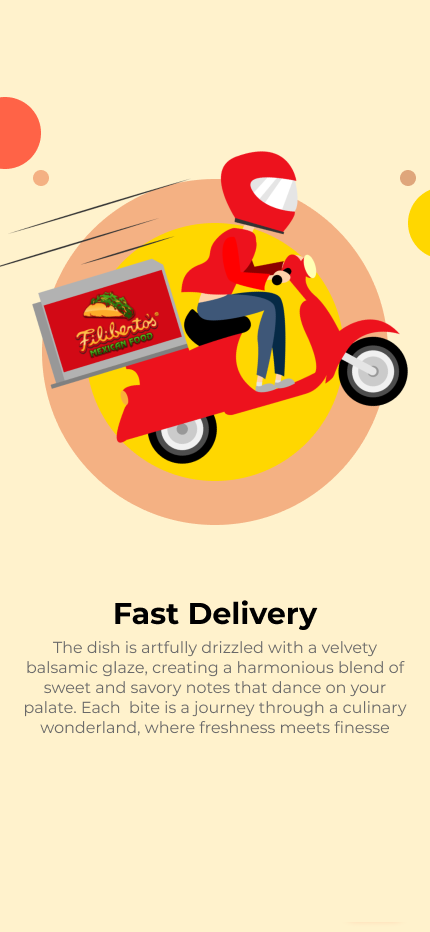 Filiberto's®
MEXICAN FOOD
Fast Delivery
The dish is artfully drizzled with a velvety
balsamic glaze, creating a harmonious blend of
sweet and savory notes that dance on your
palate. Each  bite is a journey through a culinary
wonderland, where freshness meets finesse